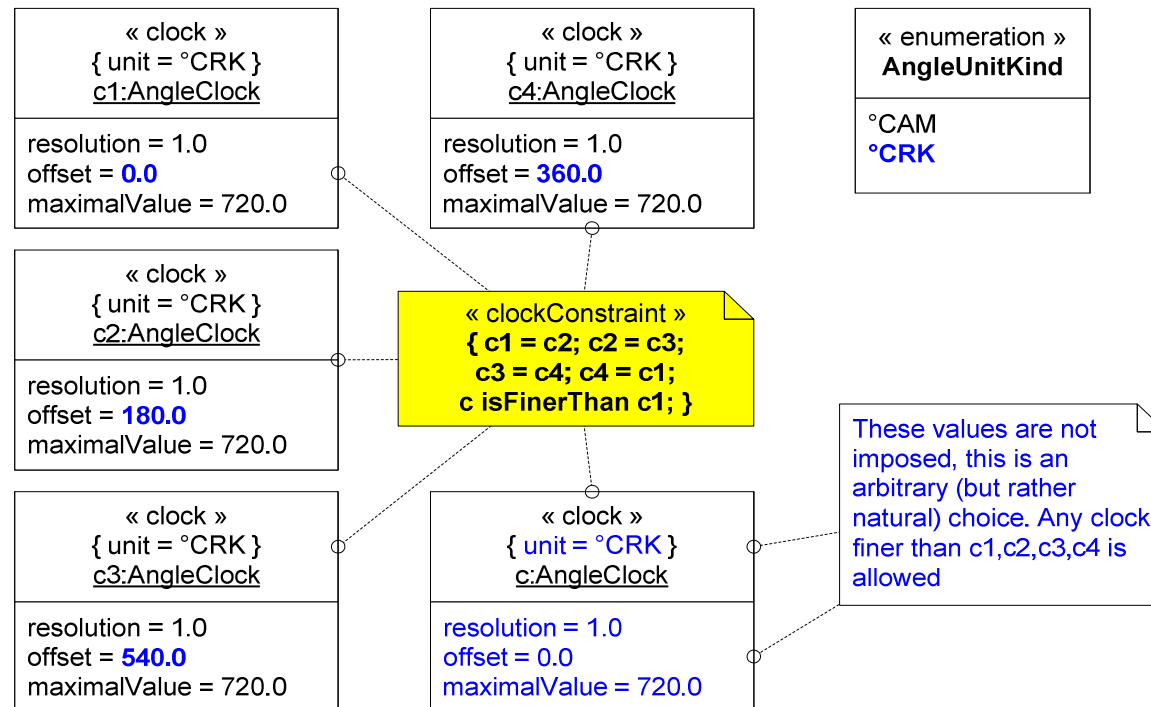 « clock »
{ unit = °CRK }
c1:AngleClock
resolution = 1.0
offset = 0.0
maximalValue = 720.0
« clock »
{ unit = °CRK }
c4:AngleClock
resolution = 1.0
offset = 360.0
maximalValue = 720.0
« enumeration »
AngleUnitKind
°CAM
°CRK
« clock »
{ unit = °CRK }
c2:AngleClock
resolution = 1.0
offset = 180.0
maximalValue = 720.0
« clockConstraint »
{ c1 = c2; c2 = c3;
c3 = c4; c4 = c1;
c isFinerThan c1; }
« clock »
{ unit = °CRK }
c3:AngleClock
resolution = 1.0
offset = 540.0
maximalValue = 720.0
« clock »
{ unit = °CRK }
c:AngleClock
resolution = 1.0
offset = 0.0
maximalValue = 720.0
These values are not
imposed, this is an
arbitrary (but rather
natural) choice. Any clock
finer than c1,c2,c3,c4 is
allowed